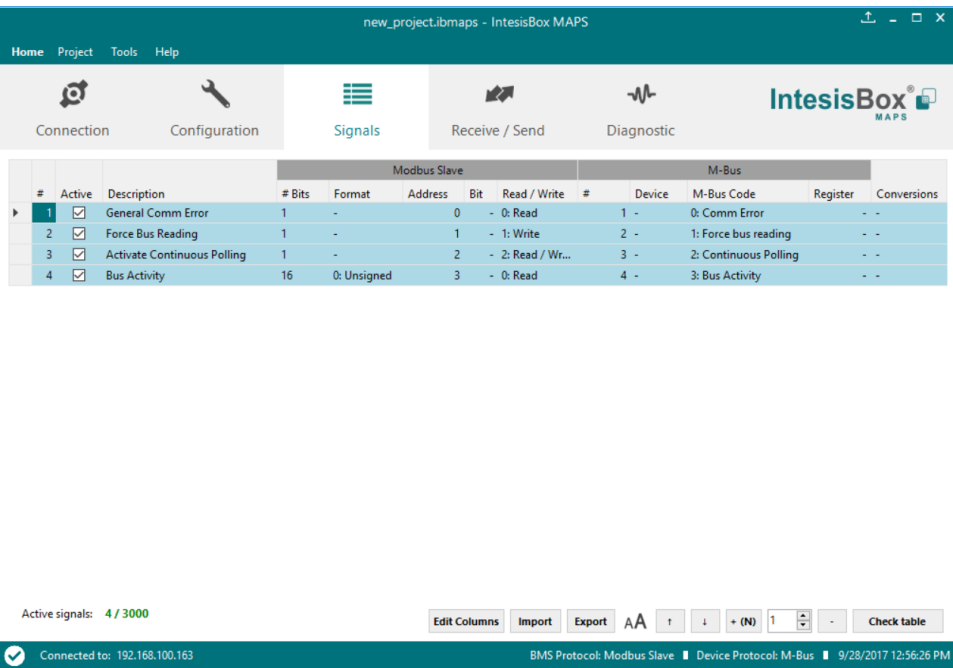 new_project.ibmaps - IntesisBox MAPS
Home Project Tools Help
Connection Configuration Signals Receive / Send Diagnostic
IntesisBox®
MAPS
Modbus Slave M-Bus
# Active Description # Bits Format Address Bit Read / Write # Device M-Bus Code Register Conversions
1 General Comm Error 1 - 0 - 0: Read 1 - 0: Comm Error - -
2 Force Bus Reading 1 - 1 - 1: Write 2 - 1: Force bus reading - -
3 Activate Continuous Polling 1 - 2 - 2: Read / Wr... 3 - 2: Continuous Polling - -
4 Bus Activity 16 0: Unsigned 3 - 0: Read 4 - 3: Bus Activity - -
Active signals: 4 / 3000
Edit Columns Import Export AA ↑ ↓ + (N) 1 - Check table
Connected to: 192.168.100.163 BMS Protocol: Modbus Slave Device Protocol: M-Bus 9/28/2017 12:56:26 PM